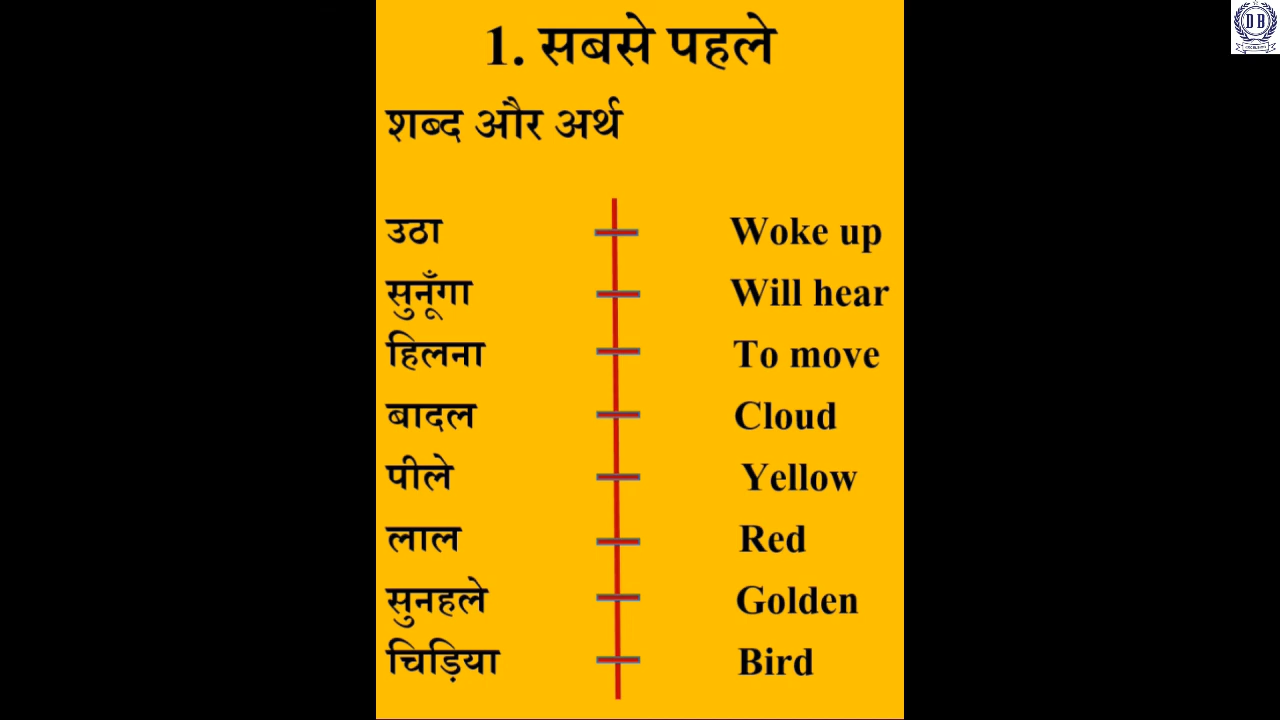 1. सबसे पहले
शब्द और अर्थ
उठा Woke up
सुनूँगा Will hear
हिलना To move
बादल Cloud
पीले Yellow
लाल Red
सुनहले Golden
चिड़िया Bird
DB